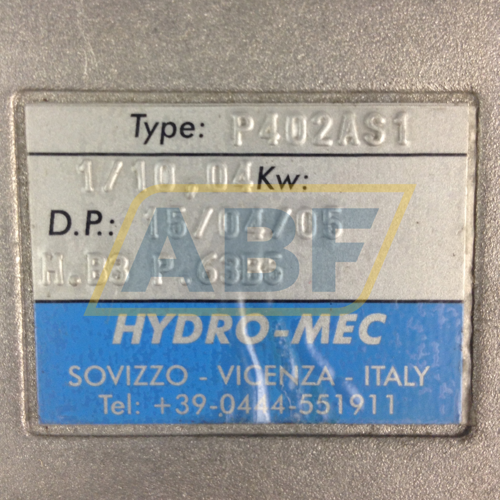 Type: P402AS1
1/10,04 Kw:
D.P.: 15/04/05
H.B3 P.63B5
ABF
HYDRO-MEC
SOVIZZO - VICENZA - ITALY
Tel: +39-0444-551911